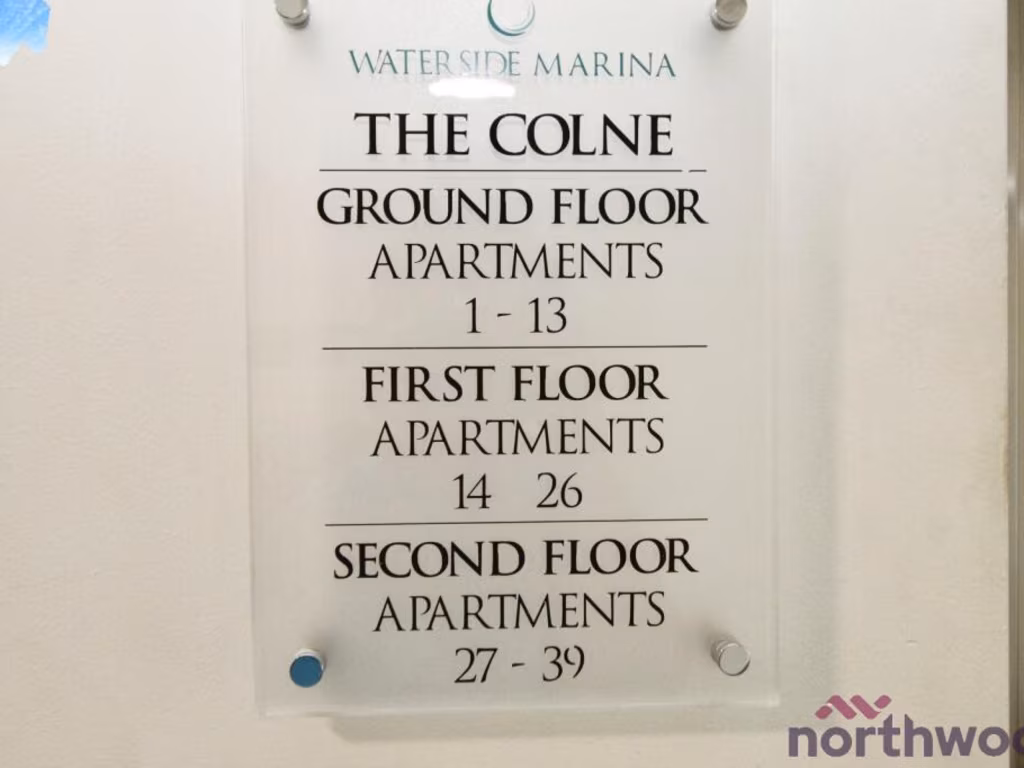 WATERSIDE MARINA
THE COLNE
GROUND FLOOR
APARTMENTS
1 - 13
FIRST FLOOR
APARTMENTS
14 26
SECOND FLOOR
APARTMENTS
27 - 39
northwoo